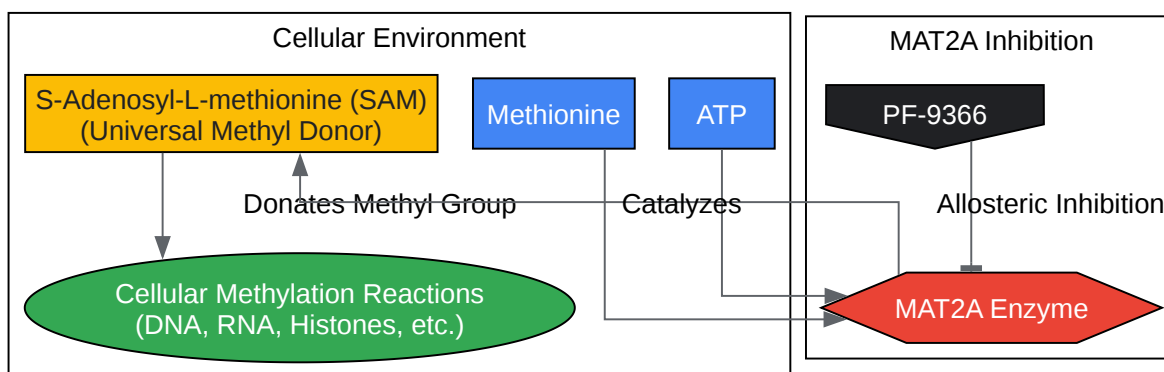 Cellular Environment
MAT2A Inhibition
S-Adenosyl-L-methionine (SAM)
(Universal Methyl Donor)
Methionine
ATP
PF-9366
Donates Methyl Group
Catalyzes
Allosteric Inhibition
Cellular Methylation Reactions
(DNA, RNA, Histones, etc.)
MAT2A Enzyme